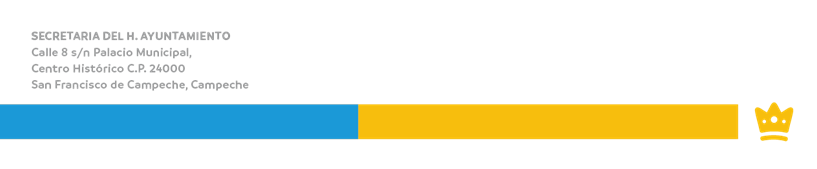 SECRETARIA DEL H. AYUNTAMIENTO
Calle 8 s/n Palacio Municipal,
Centro Histórico C.P. 24000
San Francisco de Campeche, Campeche